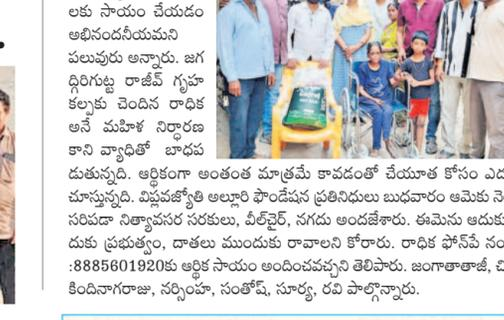 లకు సాయం చేయడం
అభినందనీయమని
పలువురు అన్నారు. జగ
ద్గిరిగుట్ట రాజీవ్ గృహ
కల్పకు చెందిన రాధిక
అనే మహిళ నిర్ధారణ
కాని వ్యాధితో బాధప
డుతున్నది. ఆర్థికంగా అంతంత మాత్రమే కావడంతో చేయూత కోసం ఎద
చూస్తున్నది. విప్లవజ్యోతి అల్లూరి ఫౌండేషన ప్రతినిధులు బుధవారం ఆమెకు నె
సరిపడా నిత్యావసర సరకులు, వీల్‌చైర్, నగదు అందజేశారు. ఈమెను ఆదుకు
దుకు ప్రభుత్వం, దాతలు ముందుకు రావాలని కోరారు. రాధిక ఫోన్‌పే నం
:8885601920కు ఆర్థిక సాయం అందించవచ్చని తెలిపారు. జంగాతాతాజీ, చి
కిందినాగరాజు, నర్సింహ, సంతోష్, సూర్య, రవి పాల్గొన్నారు.